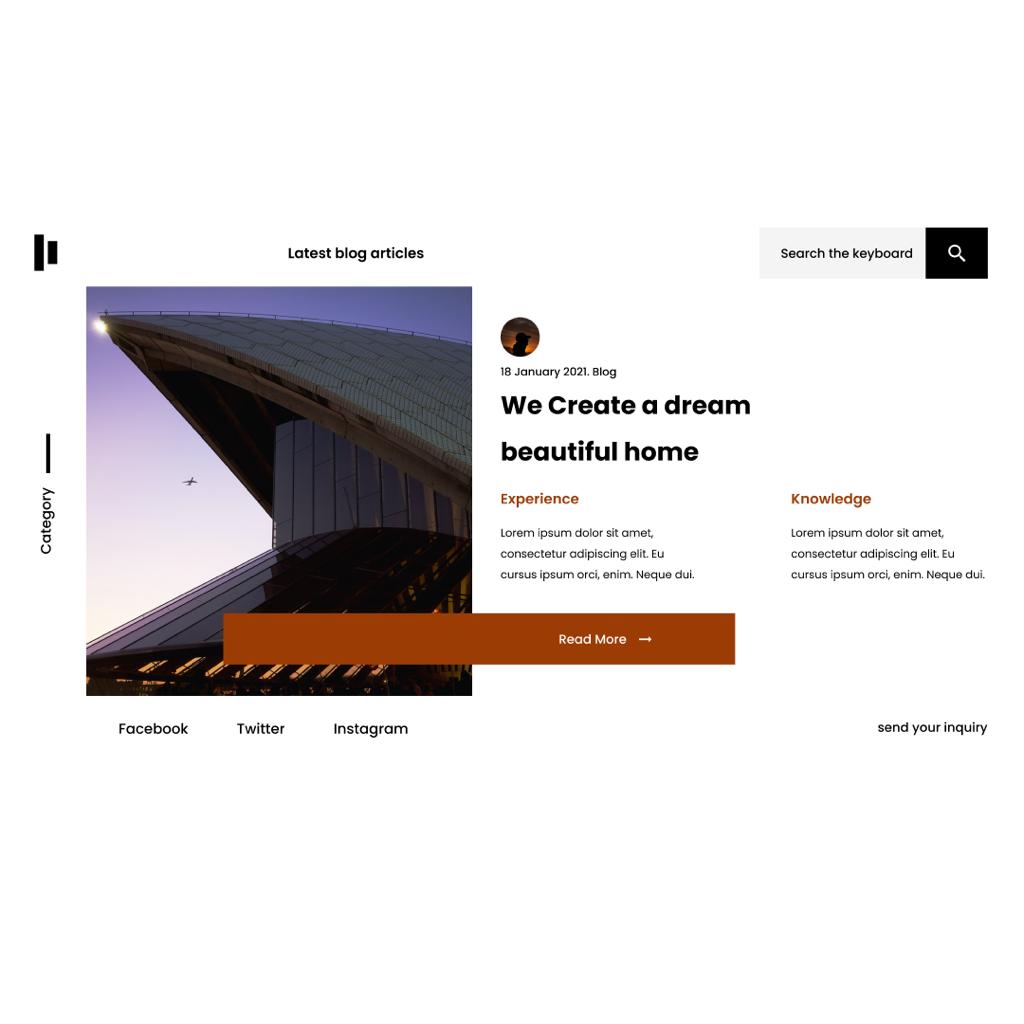 Latest blog articles
Search the keyboard
18 January 2021. Blog
We Create a dream
beautiful home
Category
Experience
Lorem ipsum dolor sit amet,
consectetur adipiscing elit. Eu
cursus ipsum orci, enim. Neque dui.
Knowledge
Lorem ipsum dolor sit amet,
consectetur adipiscing elit. Eu
cursus ipsum orci, enim. Neque dui.
Read More
Facebook
Twitter
Instagram
send your inquiry